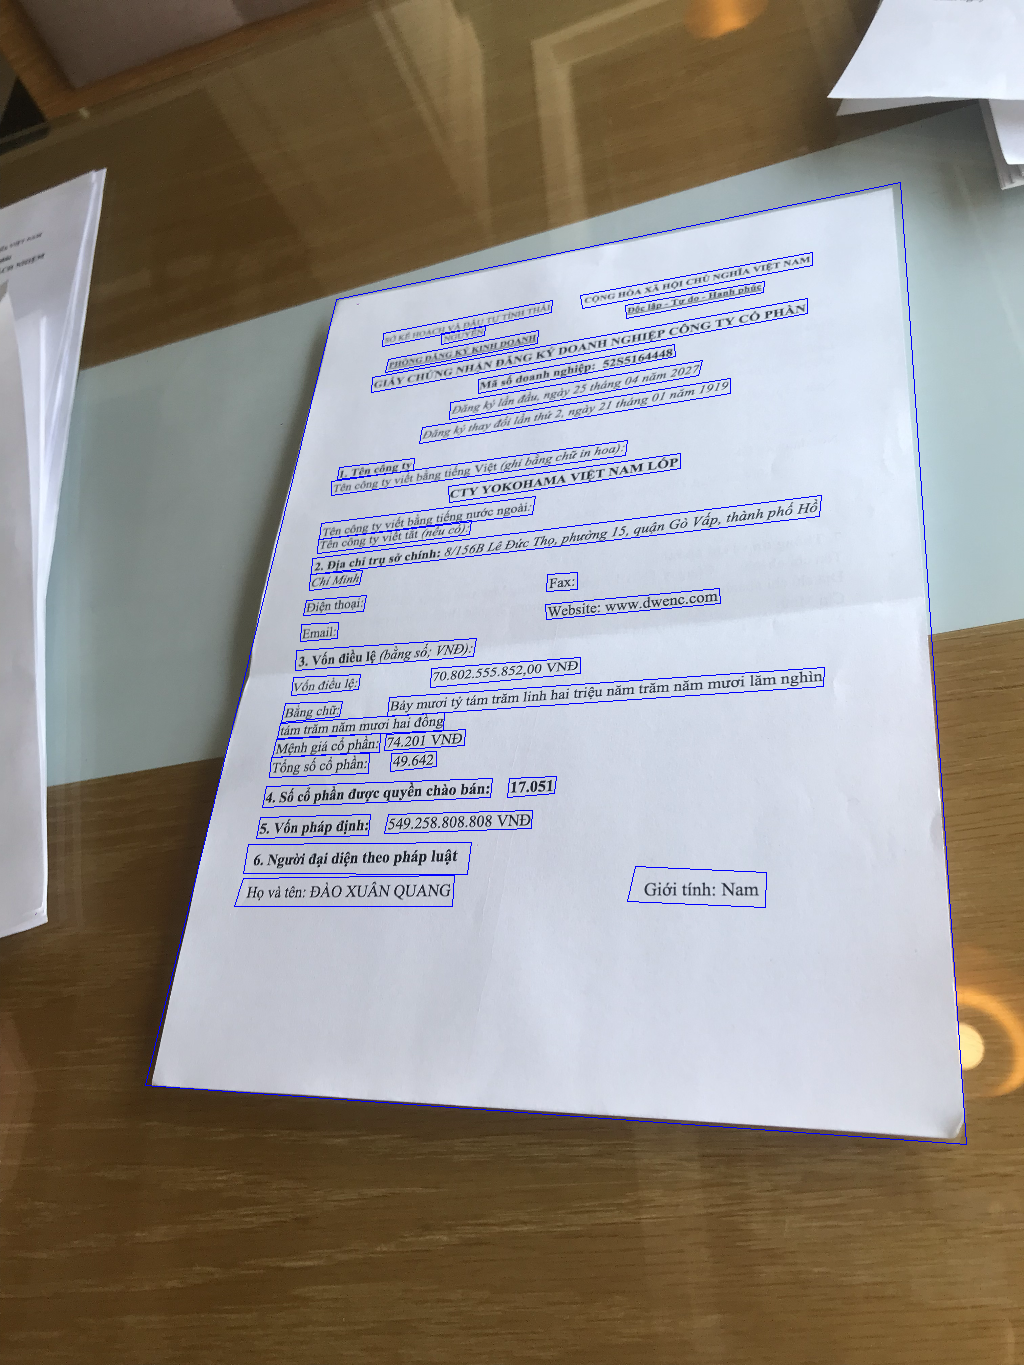 SỞ KẾ HOẠCH VÀ ĐẦU TƯ TỈNH THÁI
NGUYÊN
CỘNG HÒA XÃ HỘI CHỦ NGHĨA VIỆT NAM
Độc lập - Tự do - Hạnh phúc
PHÒNG ĐĂNG KÝ KINH DOANH
GIẤY CHỨNG NHẬN ĐĂNG KÝ DOANH NGHIỆP CÔNG TY CỔ PHẦN
Mã số doanh nghiệp: 52S5164448
Đăng ký lần đầu, ngày 25 tháng 04 năm 2027
Đăng ký thay đổi lần thứ 2, ngày 21 tháng 01 năm 1919
1. Tên công ty
Tên công ty viết bằng tiếng Việt (ghi bằng chữ in hoa):
CTY YOKOHAMA VIỆT NAM LỐP
Tên công ty viết bằng tiếng nước ngoài:
Tên công ty viết tắt (nếu có):
2. Địa chỉ trụ sở chính: 8/156B Lê Đức Thọ, phường 15, quận Gò Vấp, thành phố Hồ
Chí Minh
Điện thoại: Fax:
Email: Website: www.dwenc.com
3. Vốn điều lệ (bằng số; VNĐ):
Vốn điều lệ: 70.802.555.852,00 VNĐ
Bằng chữ: Bảy mươi tỷ tám trăm linh hai triệu năm trăm năm mươi lăm nghìn
tám trăm năm mươi hai đồng
Mệnh giá cổ phần: 74.201 VNĐ
Tổng số cổ phần: 49.642
4. Số cổ phần được quyền chào bán: 17.051
5. Vốn pháp định: 549.258.808.808 VNĐ
6. Người đại diện theo pháp luật
Họ và tên: ĐÀO XUÂN QUANG Giới tính: Nam